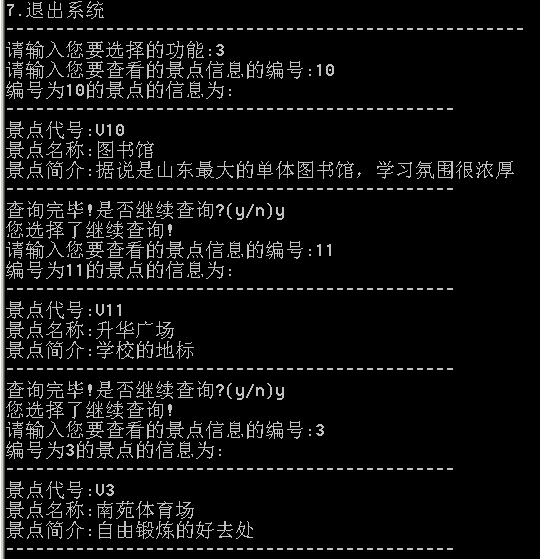 7.退出系统
----------------------------------------------------
请输入您要选择的功能:3
请输入您要查看的景点信息的编号:10
编号为10的景点的信息为:
---------------------------------------------
景点代号:V10
景点名称:图书馆
景点简介:据说是山东最大的单体图书馆，学习氛围很浓厚
---------------------------------------------
查询完毕!是否继续查询?(y/n)y
您选择了继续查询!
请输入您要查看的景点信息的编号:11
编号为11的景点的信息为:
---------------------------------------------
景点代号:V11
景点名称:升华广场
景点简介:学校的地标
---------------------------------------------
查询完毕!是否继续查询?(y/n)y
您选择了继续查询!
请输入您要查看的景点信息的编号:3
编号为3的景点的信息为:
---------------------------------------------
景点代号:V3
景点名称:南苑体育场
景点简介:自由锻炼的好去处
---------------------------------------------